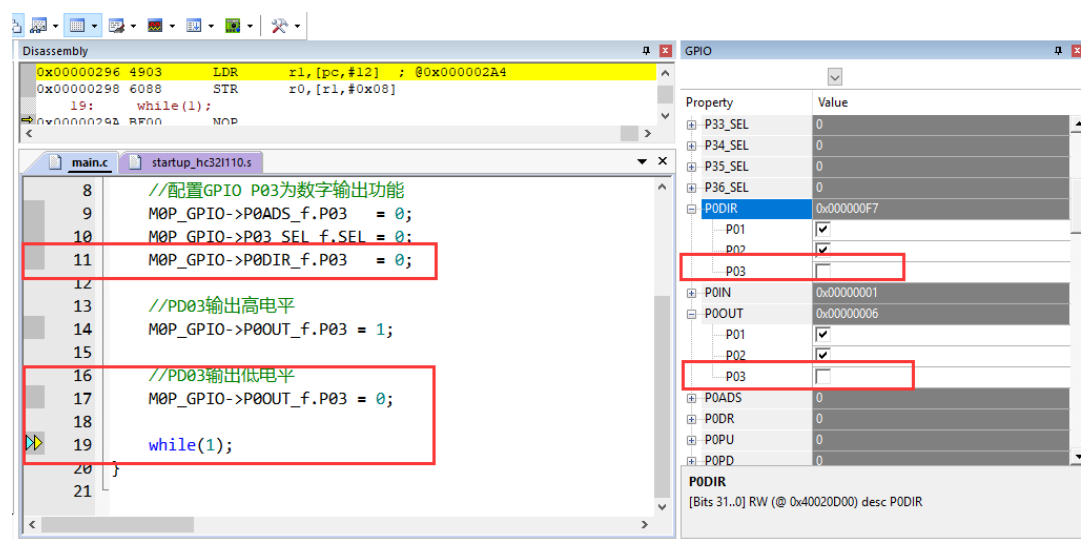 Disassembly
0x00000296 4903 LDR r1,[pc,#12] ; @0x000002A4
0x00000298 6088 STR r0,[r1,#0x08]
19: while(1);
0x0000029A BF00 NOP
main.c startup_hc32l110.s
8 //配置GPIO P03为数字输出功能
9 M0P_GPIO->P0ADS_f.P03 = 0;
10 M0P_GPIO->P03_SEL_f.SEL = 0;
11 M0P_GPIO->P0DIR_f.P03 = 0;
12
13 //PD03输出高电平
14 M0P_GPIO->P0OUT_f.P03 = 1;
15
16 //PD03输出低电平
17 M0P_GPIO->P0OUT_f.P03 = 0;
18
19 while(1);
20 }
21
GPIO
Property Value
P33_SEL 0
P34_SEL 0
P35_SEL 0
P36_SEL 0
P0DIR 0x000000F7
P01
P02
P03
P0IN 0x00000001
P0OUT 0x00000006
P01
P02
P03
P0ADS 0
P0DR 0
P0PU 0
P0PD 0
P0DIR
[Bits 31..0] RW (@ 0x40020D00) desc P0DIR